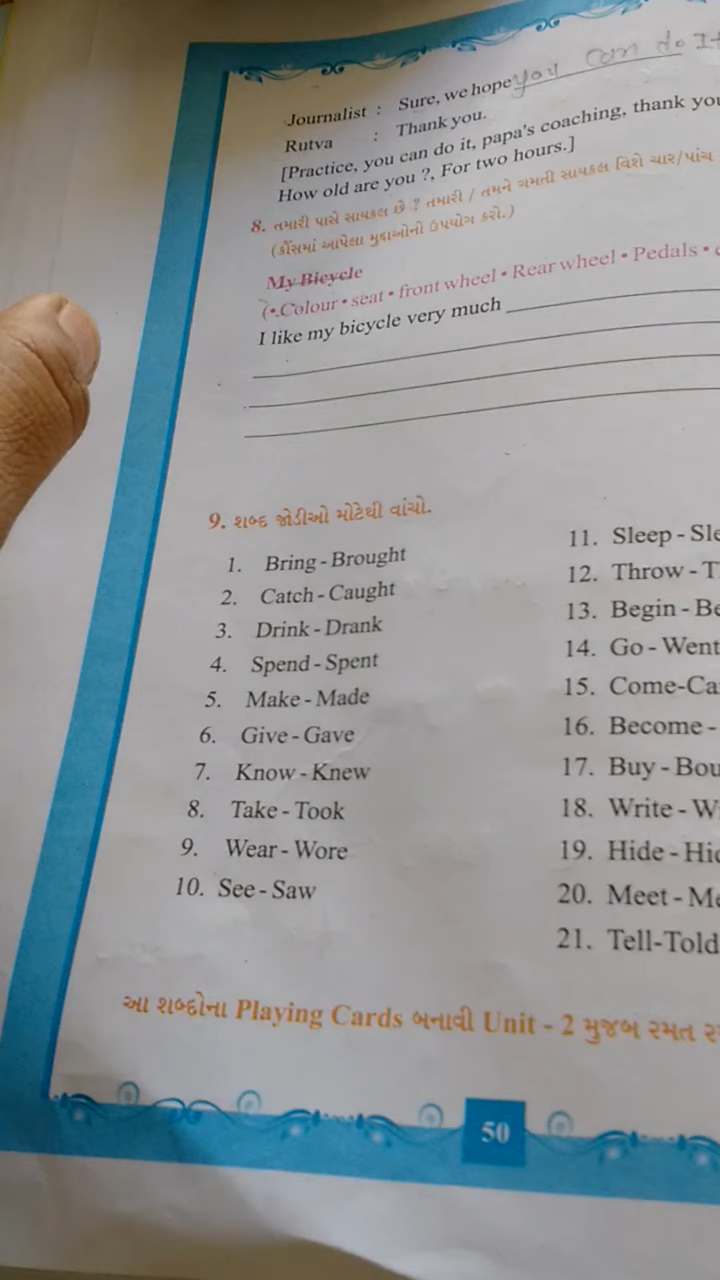 Journalist : Sure, we hope you can do It
Rutva : Thank you.
[Practice, you can do it, papa's coaching, thank you
How old are you ?, For two hours.]
8. તમારી પાસે સાયકલ છે ? તમારી / તમને ગમતી સાયકલ વિશે ચાર/પાંચ
(કૌંસમાં આપેલા મુદ્દાઓનો ઉપયોગ કરો.)
My Bicycle
(• Colour • seat • front wheel • Rear wheel • Pedals •
I like my bicycle very much
9. શબ્દ જોડીઓ મોટેથી વાંચો.
1. Bring - Brought
2. Catch - Caught
3. Drink - Drank
4. Spend - Spent
5. Make - Made
6. Give - Gave
7. Know - Knew
8. Take - Took
9. Wear - Wore
10. See - Saw
11. Sleep - Sle
12. Throw - T
13. Begin - Be
14. Go - Went
15. Come-Ca
16. Become -
17. Buy - Bou
18. Write - W
19. Hide - Hid
20. Meet - Me
21. Tell-Told
આ શબ્દોના Playing Cards બનાવી Unit - 2 મુજબ રમત
50